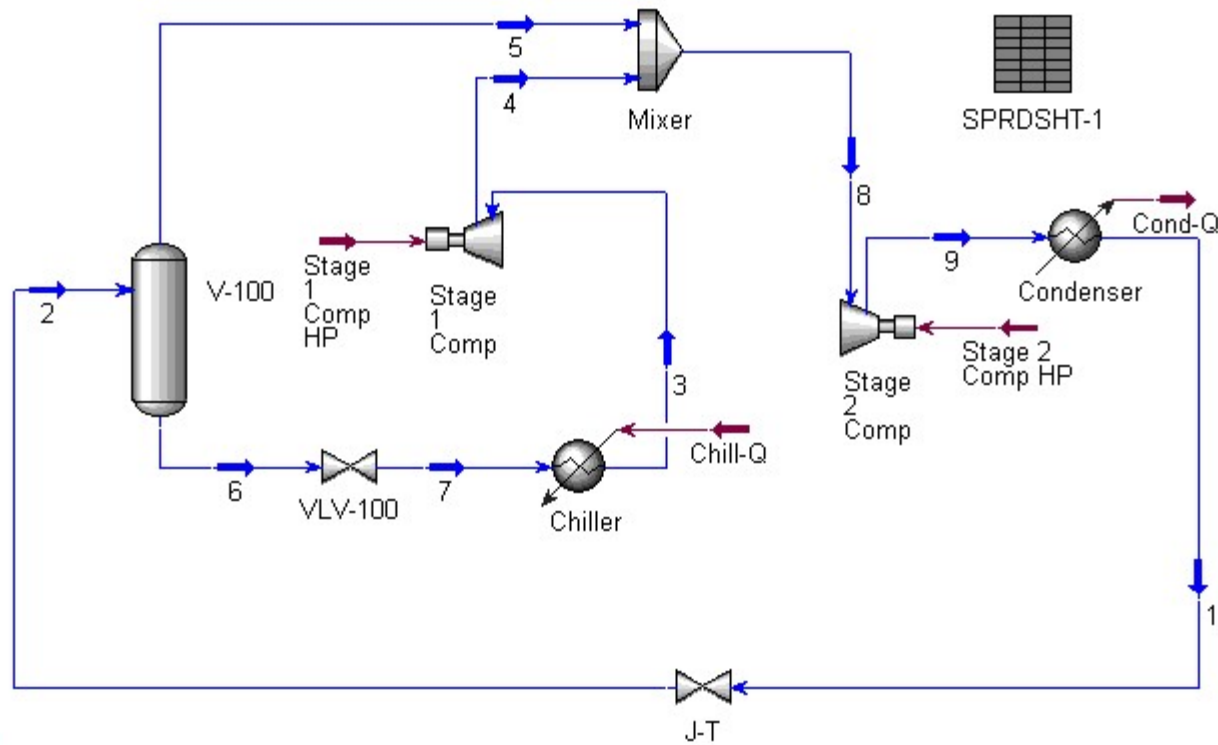 5
4
Mixer
SPRDSHT-1
8
Cond-Q
9
Condenser
2
V-100
Stage
1
Comp
HP
Stage
1
Comp
Stage 2
Comp HP
Stage
2
Comp
3
Chill-Q
6
7
VLV-100
Chiller
1
J-T